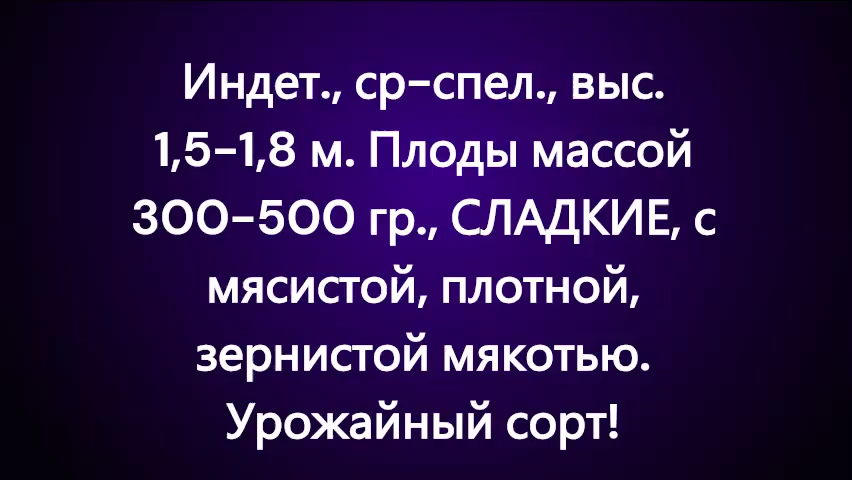 Индет., ср-спел., выс.
1,5-1,8 м. Плоды массой
300-500 гр., СЛАДКИЕ, с
мясистой, плотной,
зернистой мякотью.
Урожайный сорт!